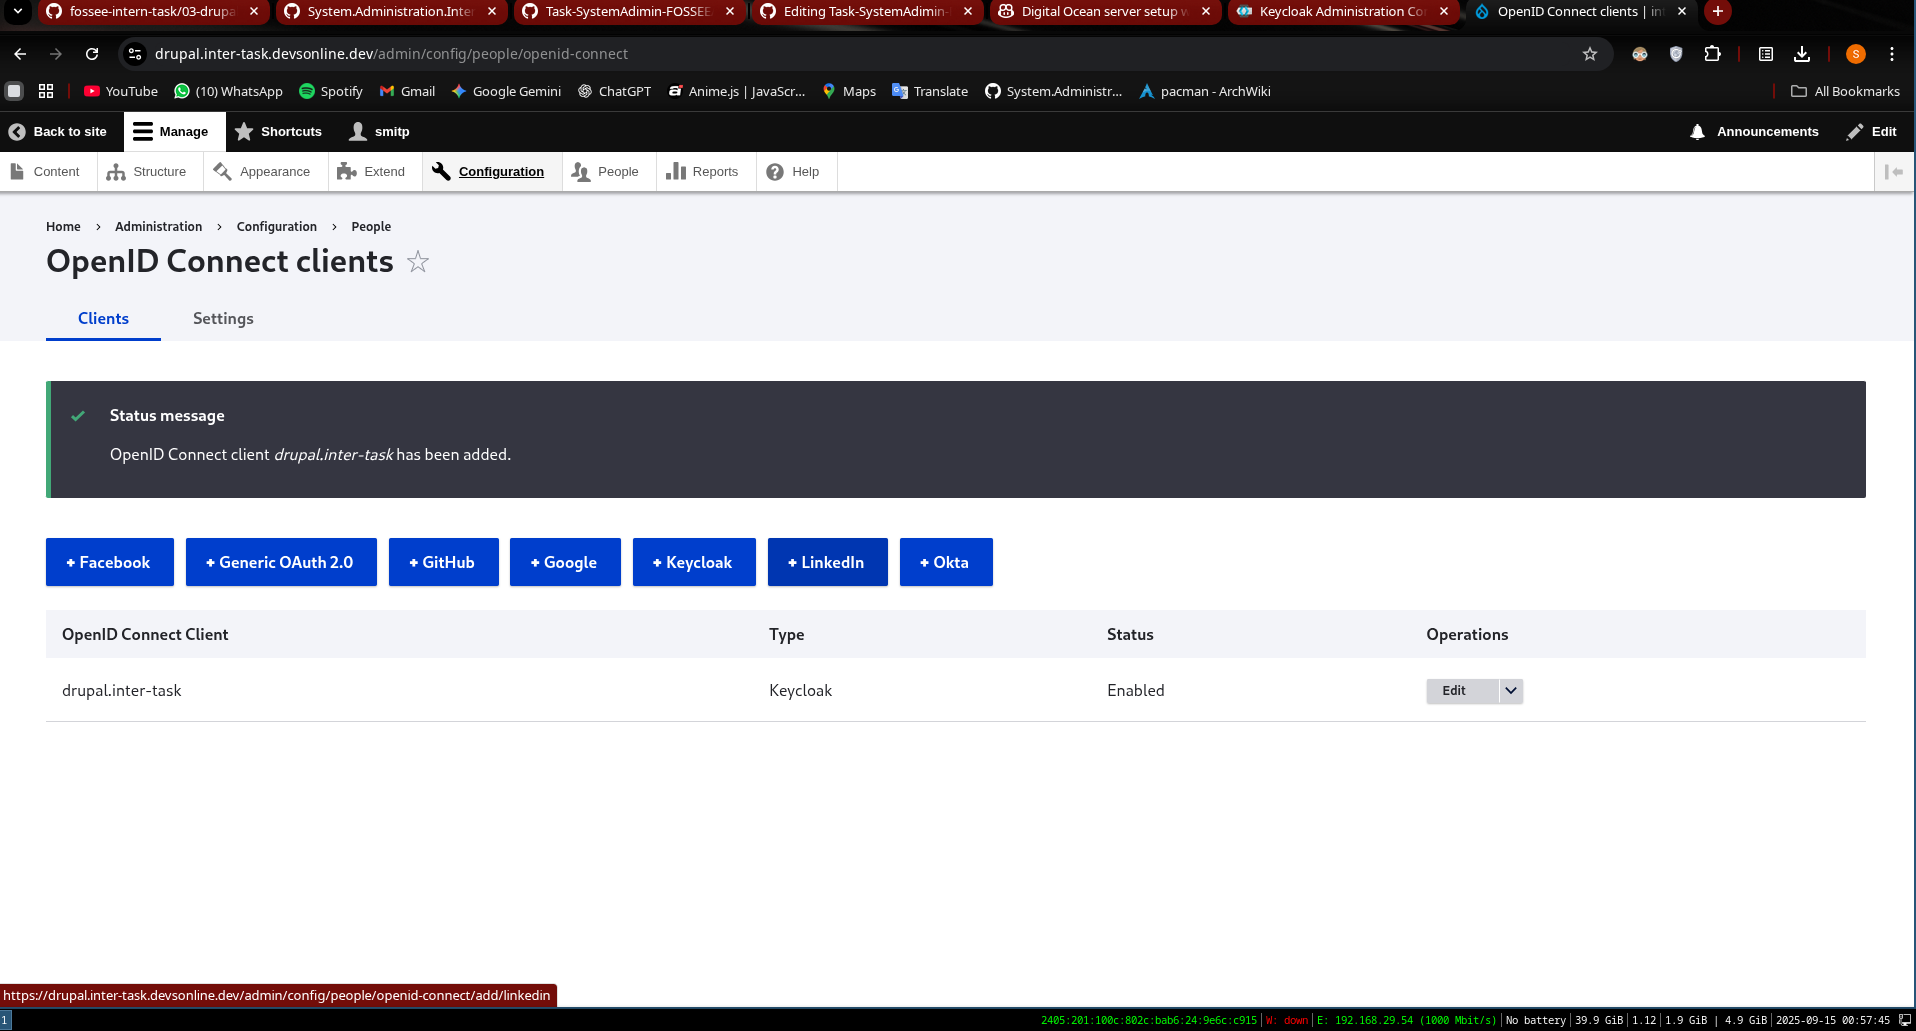 fossee-intern-task/03-drupa
System.Administration.Inte
Task-SystemAdimin-FOSSEE
Editing Task-SystemAdimin-
Digital Ocean server setup w
Keycloak Administration Co
OpenID Connect clients | in
drupal.inter-task.devsonline.dev/admin/config/people/openid-connect
S
YouTube
(10) WhatsApp
Spotify
Gmail
Google Gemini
ChatGPT
Anime.js | JavaScr...
Maps
Translate
System.Administr...
pacman - ArchWiki
All Bookmarks
Back to site
Manage
Shortcuts
smitp
Announcements
Edit
Content
Structure
Appearance
Extend
Configuration
People
Reports
Help
Home > Administration > Configuration > People
OpenID Connect clients
Clients
Settings
Status message
OpenID Connect client drupal.inter-task has been added.
+ Facebook
+ Generic OAuth 2.0
+ GitHub
+ Google
+ Keycloak
+ LinkedIn
+ Okta
OpenID Connect Client Type Status Operations
drupal.inter-task Keycloak Enabled Edit
https://drupal.inter-task.devsonline.dev/admin/config/people/openid-connect/add/linkedin
1
2405:201:100c:802c:bab6:24:9e6c:c915 | W: down | E: 192.168.29.54 (1000 Mbit/s) | No battery | 39.9 GiB | 1.12 | 1.9 GiB | 4.9 GiB | 2025-09-15 00:57:45